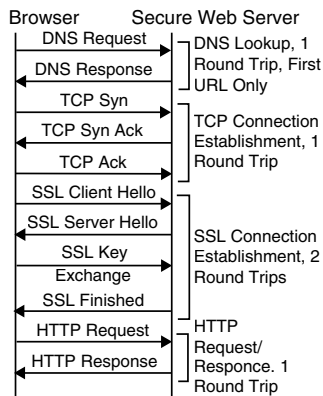 Browser Secure Web Server
DNS Request
DNS Response
DNS Lookup, 1
Round Trip, First
URL Only
TCP Syn
TCP Syn Ack
TCP Ack
TCP Connection
Establishment, 1
Round Trip
SSL Client Hello
SSL Server Hello
SSL Key
Exchange
SSL Finished
SSL Connection
Establishment, 2
Round Trips
HTTP Request
HTTP Response
HTTP
Request/
Responce. 1
Round Trip